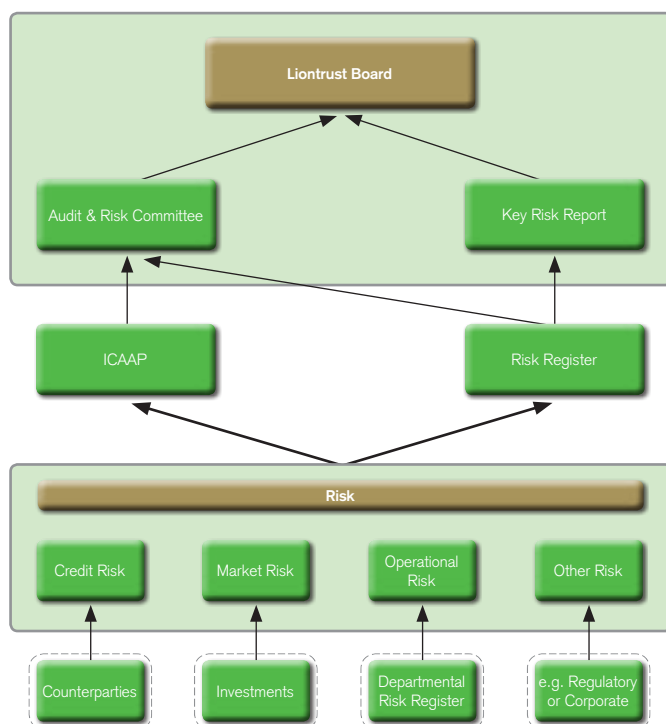 Liontrust Board
Audit & Risk Committee
Key Risk Report
ICAAP
Risk Register
Risk
Credit Risk
Market Risk
Operational
Risk
Other Risk
Counterparties
Investments
Departmental
Risk Register
e.g. Regulatory
or Corporate